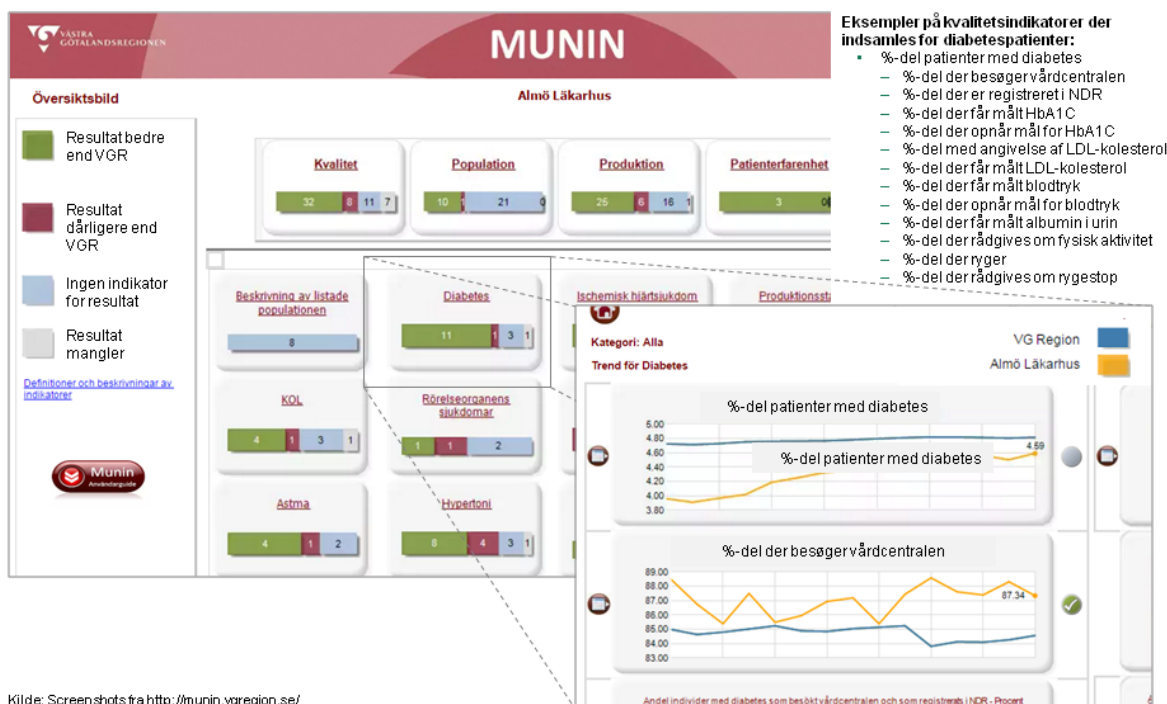 VÄSTRA
GÖTALANDSREGIONEN
MUNIN
Översiktsbild
Almö Läkarhus
Resultat bedre
end VGR
Resultat
dårligere end
VGR
Ingen indikator
for resultat
Resultat
mangler
Definitioner och beskrivningar av
indikatorer
Munin
Användarguide
Kvalitet
32 8 11 7
Population
10 1 21 0
Produktion
25 6 16 1
Patienterfarenhet
3 0
Beskrivning av listade
populationen
8
Diabetes
11 1 3 1
Ischemisk hjärtsjukdom
Produktionssta
KOL
4 1 3 1
Rörelseorganens
sjukdomar
1 1 2
Astma
4 1 2
Hypertoni
8 4 3 1
Eksempler på kvalitetsindikatorer der
indsamles for diabetespatienter:
▪ %-del patienter med diabetes
– %-del der besøger vårdcentralen
– %-del der er registreret i NDR
– %-del der får målt HbA1C
– %-del der opnår mål for HbA1C
– %-del med angivelse af LDL-kolesterol
– %-del der får målt LDL-kolesterol
– %-del der får målt blodtryk
– %-del der opnår mål for blodtryk
– %-del der får målt albumin i urin
– %-del der rådgives om fysisk aktivitet
– %-del der ryger
– %-del der rådgives om rygestop
Kategori: Alla
Trend för Diabetes
VG Region
Almö Läkarhus
%-del patienter med diabetes
5.00
4.80
4.60
4.40
4.20
4.00
3.80
%-del patienter med diabetes
4.59
%-del der besøger vårdcentralen
89.00
88.00
87.00
86.00
85.00
84.00
83.00
87.34
Andel individer med diabetes som besökt vårdcentralen och som registrerats i NDR - Procent
Kilde: Screenshots fra http://munin.vgregion.se/